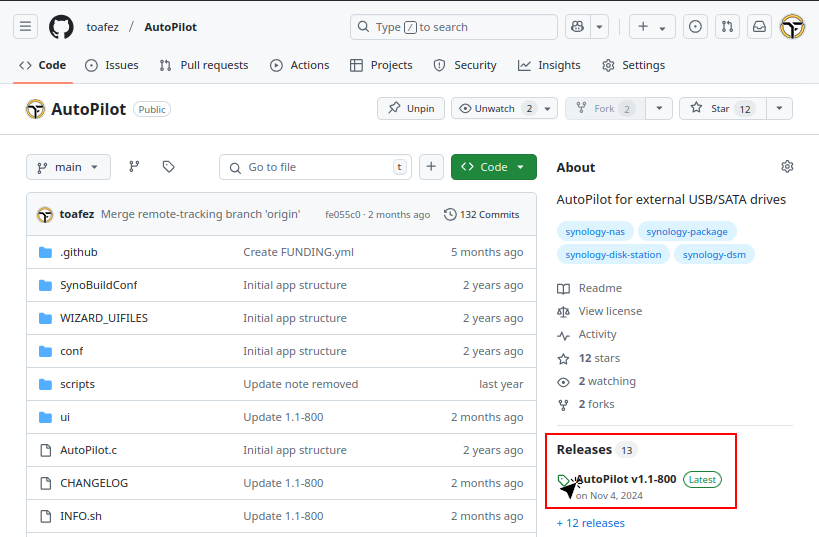 toafez / AutoPilot
Type / to search
Code Issues Pull requests Actions Projects Security Insights Settings
AutoPilot Public
Unpin Unwatch 2 Fork 2 Star 12
main Go to file t + Code
toafez Merge remote-tracking branch 'origin' fe055c0 · 2 months ago 132 Commits
.github Create FUNDING.yml 5 months ago
SynoBuildConf Initial app structure 2 years ago
WIZARD_UIFILES Initial app structure 2 years ago
conf Initial app structure 2 years ago
scripts Update note removed last year
ui Update 1.1-800 2 months ago
AutoPilot.c Initial app structure 2 years ago
CHANGELOG Update 1.1-800 2 months ago
INFO.sh Update 1.1-800 2 months ago
About
AutoPilot for external USB/SATA drives
synology-nas synology-package
synology-disk-station synology-dsm
Readme
View license
Activity
12 stars
2 watching
2 forks
Releases 13
AutoPilot v1.1-800 Latest
on Nov 4, 2024
+ 12 releases